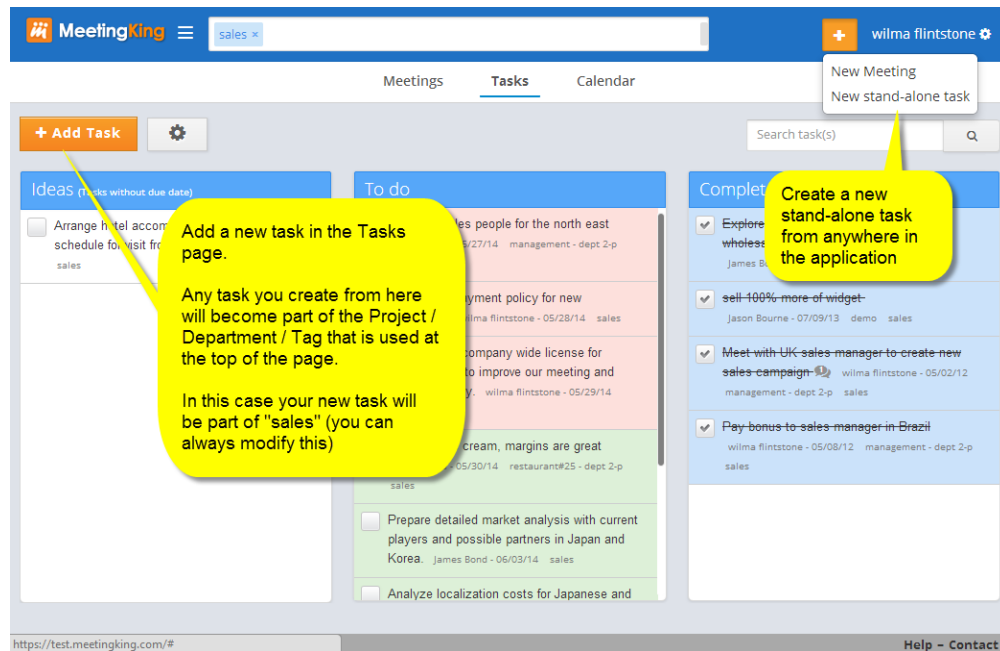 MeetingKing
sales ×
wilma flintstone
New Meeting
New stand-alone task
Meetings Tasks Calendar
+ Add Task
Search task(s)
Ideas (Tasks without due date)
Arrange hotel
schedule for visit
sales
Add a new task in the Tasks
page.
Any task you create from here
will become part of the Project /
Department / Tag that is used at
the top of the page.
In this case your new task will
be part of "sales" (you can
always modify this)
To do
people for the north east
5/27/14 management - dept 2-p
policy for new
wilma flintstone - 05/28/14 sales
company wide license for
to improve our meeting and
wilma flintstone - 05/29/14
cream, margins are great
- 05/30/14 restaurant#25 - dept 2-p
sales
Prepare detailed market analysis with current
players and possible partners in Japan and
Korea. James Bond - 06/03/14 sales
Analyze localization costs for Japanese and
Create a new
stand-alone task
from anywhere in
the application
Explore
James
sell 100% more of widget
Jason Bourne - 07/09/13 demo sales
Meet with UK sales manager to create new
sales campaign 1 wilma flintstone - 05/02/12
management - dept 2-p sales
Pay bonus to sales manager in Brazil
wilma flintstone - 05/08/12 management - dept 2-p
sales
https://test.meetingking.com/#
Help – Contact